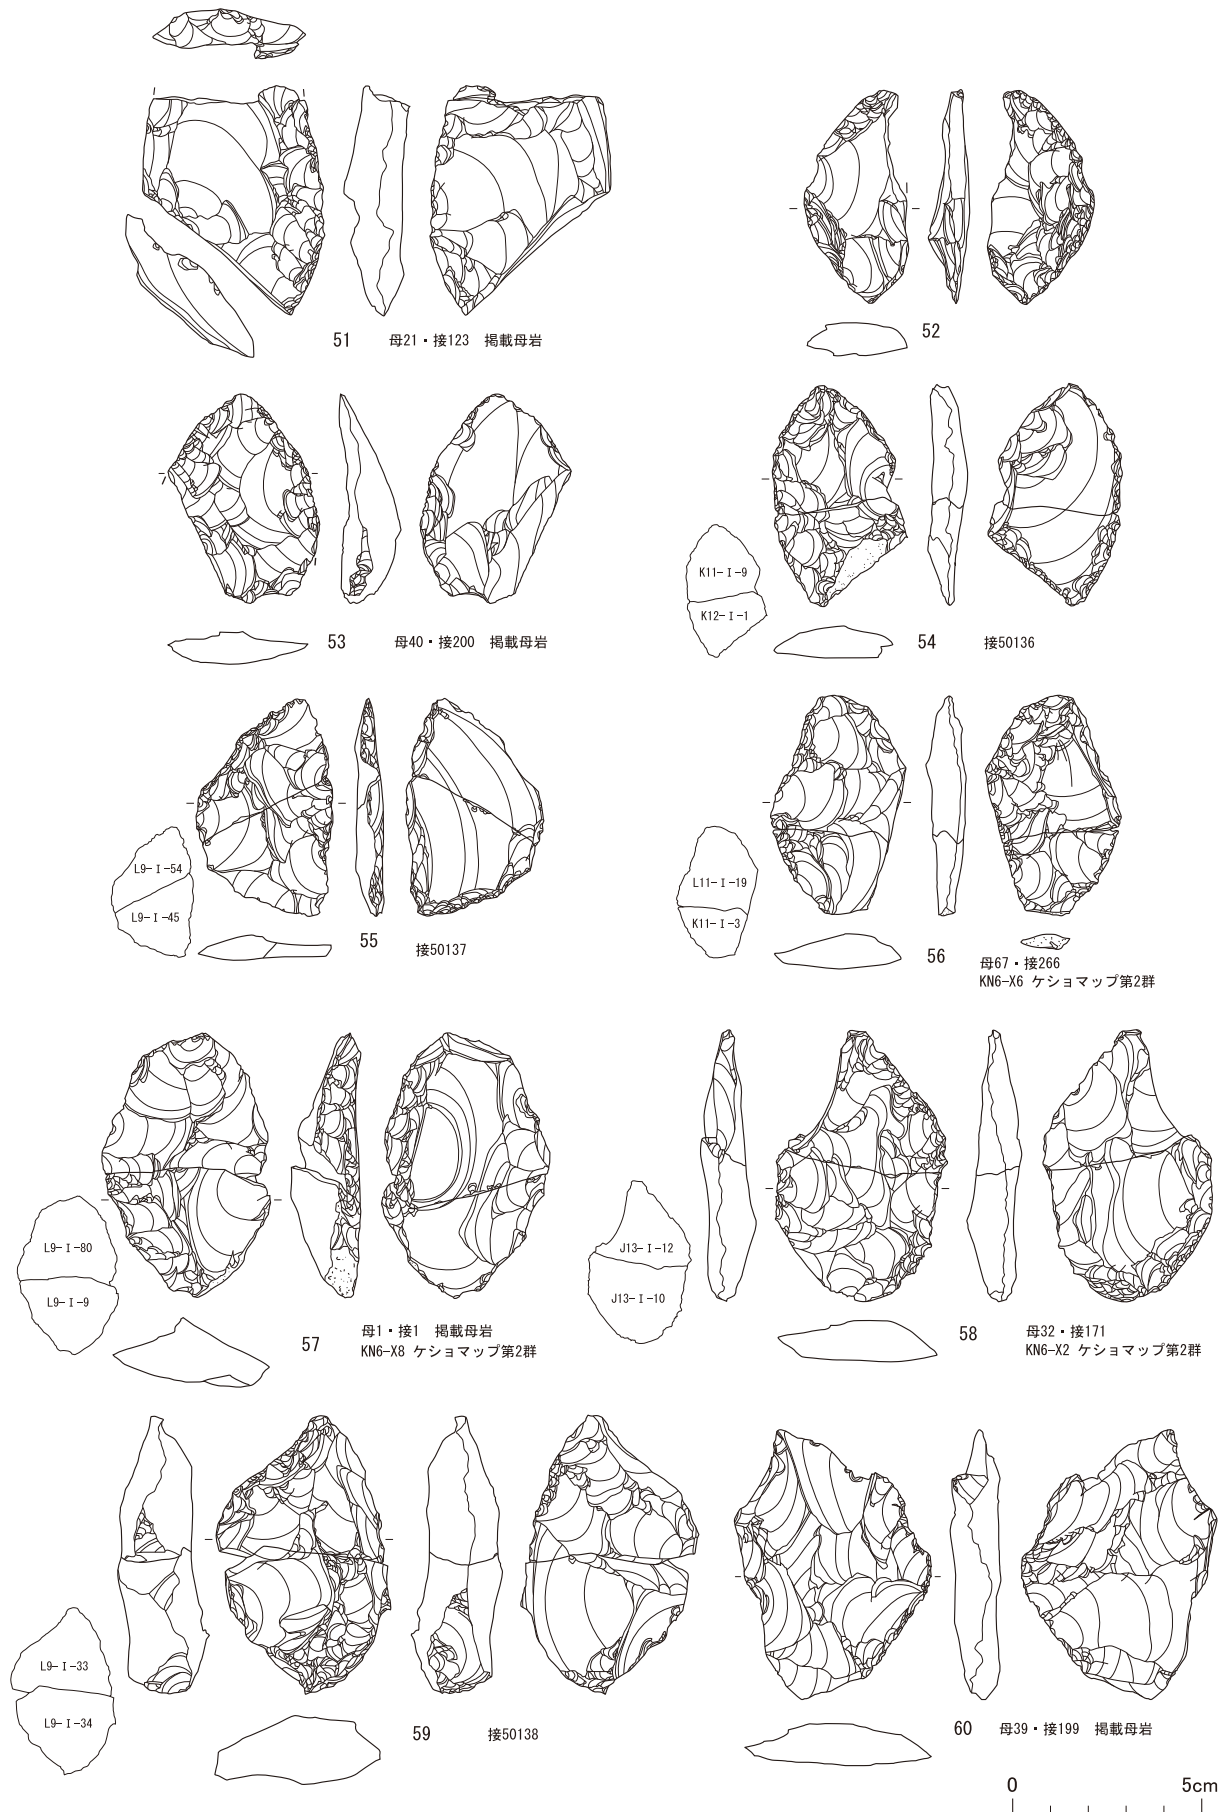 51 母21・接123 掲載母岩
52
53 母40・接200 掲載母岩
K11-Ⅰ-9
K12-Ⅰ-1
54 接50136
L9-Ⅰ-54
L9-Ⅰ-45
55 接50137
L11-Ⅰ-19
K11-Ⅰ-3
56 母67・接266
KN6-X6 ケショマップ第2群
L9-Ⅰ-80
L9-Ⅰ-9
57 母1・接1 掲載母岩
KN6-X8 ケショマップ第2群
J13-Ⅰ-12
J13-Ⅰ-10
58 母32・接171
KN6-X2 ケショマップ第2群
L9-Ⅰ-33
L9-Ⅰ-34
59 接50138
60 母39・接199 掲載母岩
0 5cm